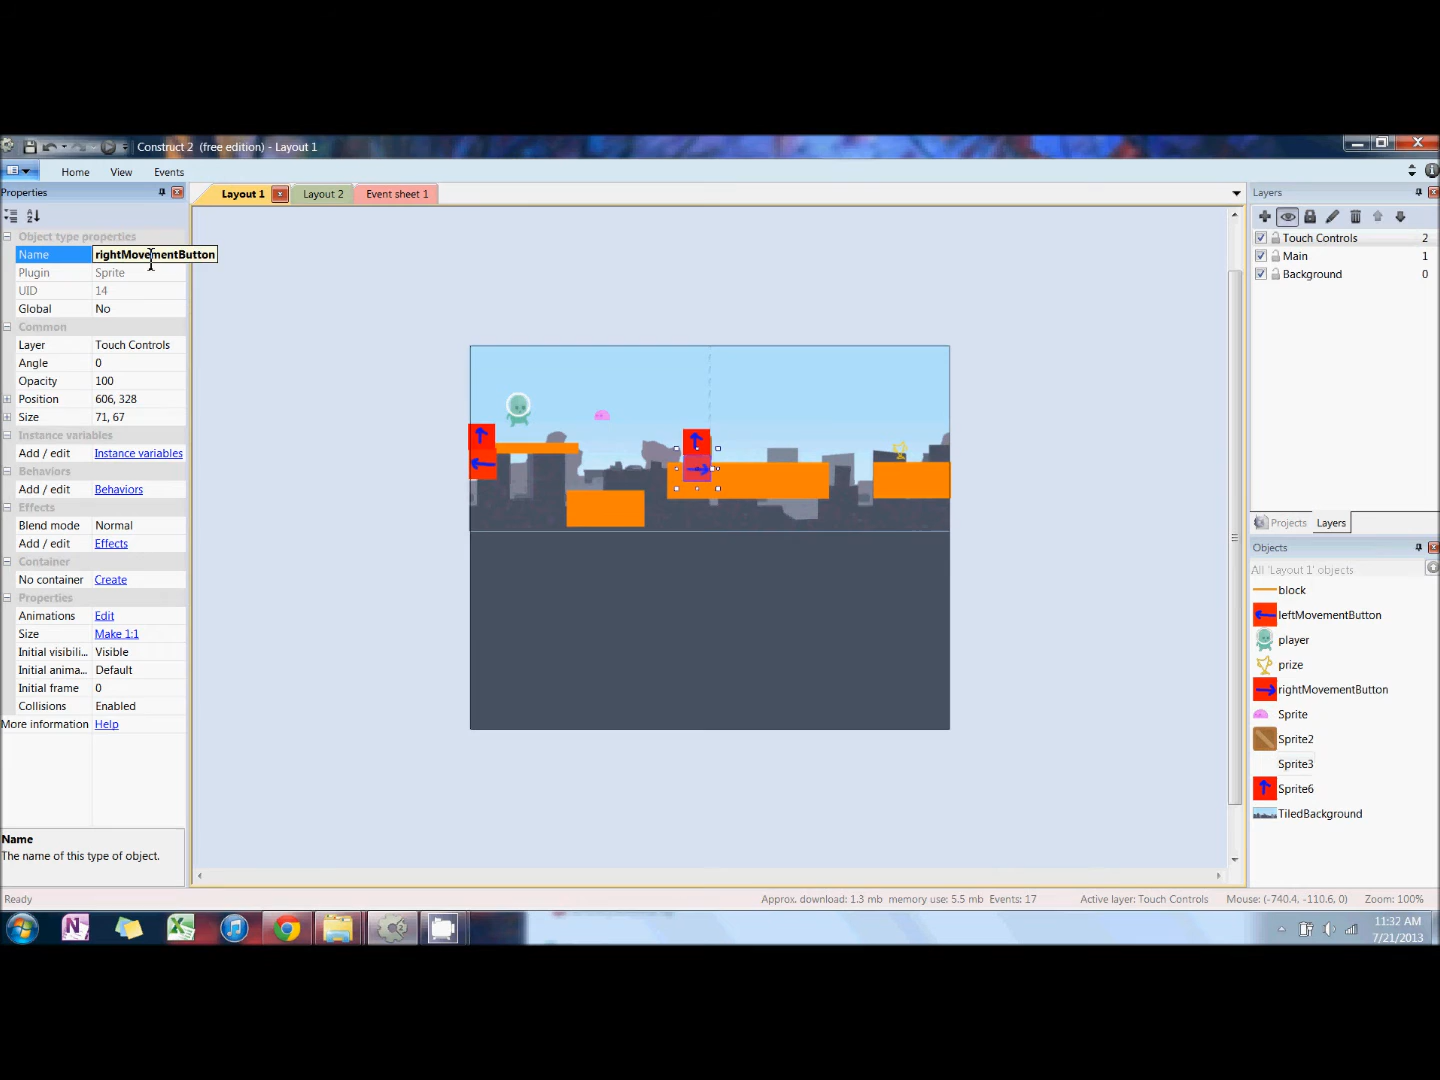 Construct 2 (free edition) - Layout 1
Home View Events
Properties
Layout 1 Layout 2 Event sheet 1
Object type properties
Name rightMovementButton
Plugin Sprite
UID 14
Global No
Common
Layer Touch Controls
Angle 0
Opacity 100
Position 606, 328
Size 71, 67
Instance variables
Add / edit Instance variables
Behaviors
Add / edit Behaviors
Effects
Blend mode Normal
Add / edit Effects
Container
No container Create
Properties
Animations Edit
Size Make 1:1
Initial visibili... Visible
Initial anima... Default
Initial frame 0
Collisions Enabled
More information Help
Name
The name of this type of object.
Layers
Touch Controls 2
Main 1
Background 0
Projects Layers
Objects
All 'Layout 1' objects
block
leftMovementButton
player
prize
rightMovementButton
Sprite
Sprite2
Sprite3
Sprite6
TiledBackground
Ready Approx. download: 1.3 mb memory use: 5.5 mb Events: 17 Active layer: Touch Controls Mouse: (-740.4, -110.6, 0) Zoom: 100%
11:32 AM
7/21/2013